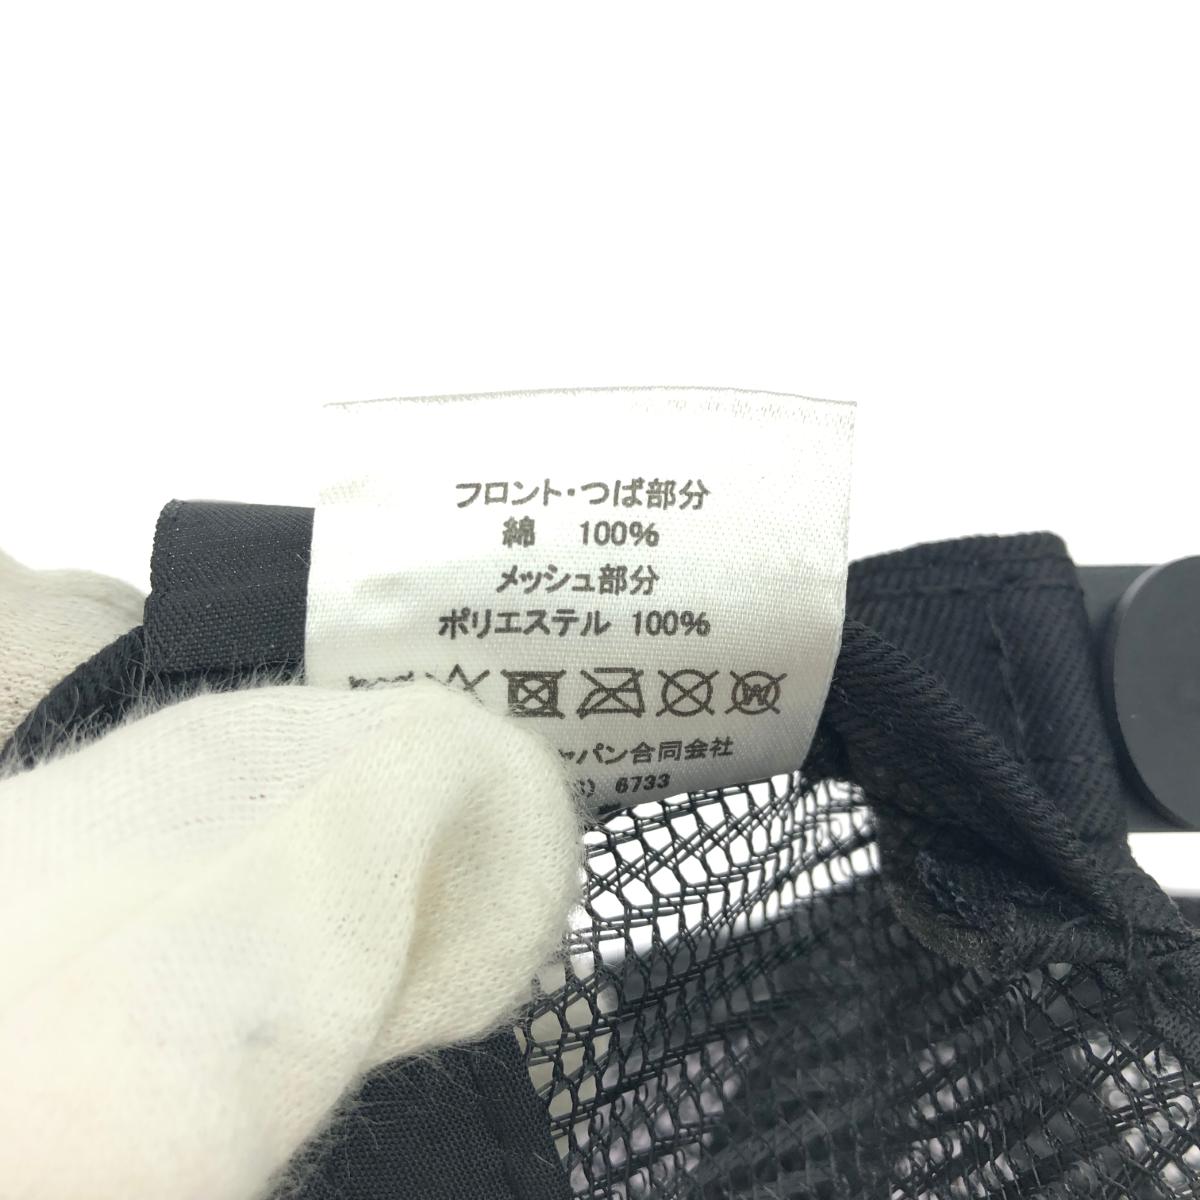 フロント・つば部分
綿 100%
メッシュ部分
ポリエステル 100%
パン合同会社
6733